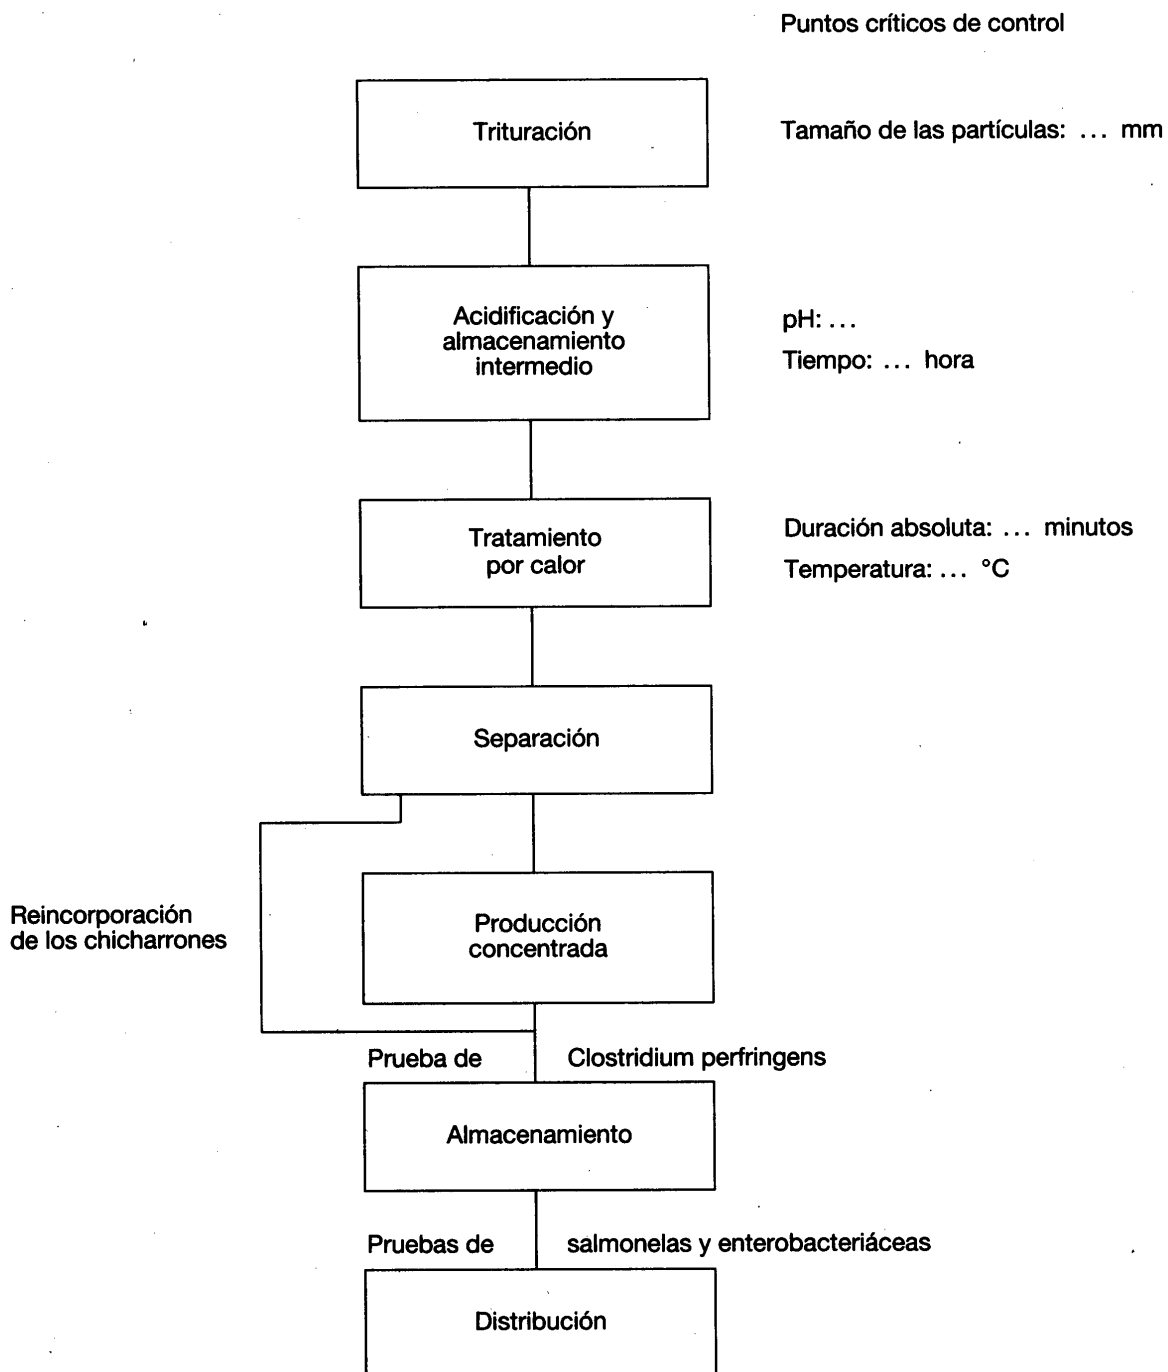 Puntos críticos de control
Trituración
Tamaño de las partículas: ... mm
Acidificación y
almacenamiento
intermedio
pH: ...
Tiempo: ... hora
Tratamiento
por calor
Duración absoluta: ... minutos
Temperatura: ... °C
Separación
Reincorporación
de los chicharrones
Producción
concentrada
Prueba de Clostridium perfringens
Almacenamiento
Pruebas de salmonelas y enterobacteriáceas
Distribución